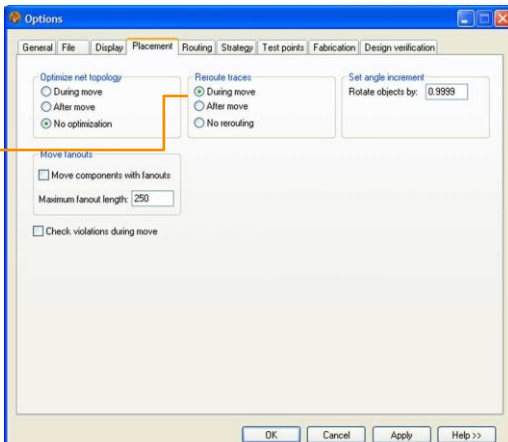 Options
General File Display Placement Routing Strategy Test points Fabrication Design verification
Optimize net topology
During move
After move
No optimization
Reroute traces
During move
After move
No rerouting
Set angle increment
Rotate objects by: 0.9999
Move fanouts
Move components with fanouts
Maximum fanout length: 250
Check violations during move
OK Cancel Apply Help >>